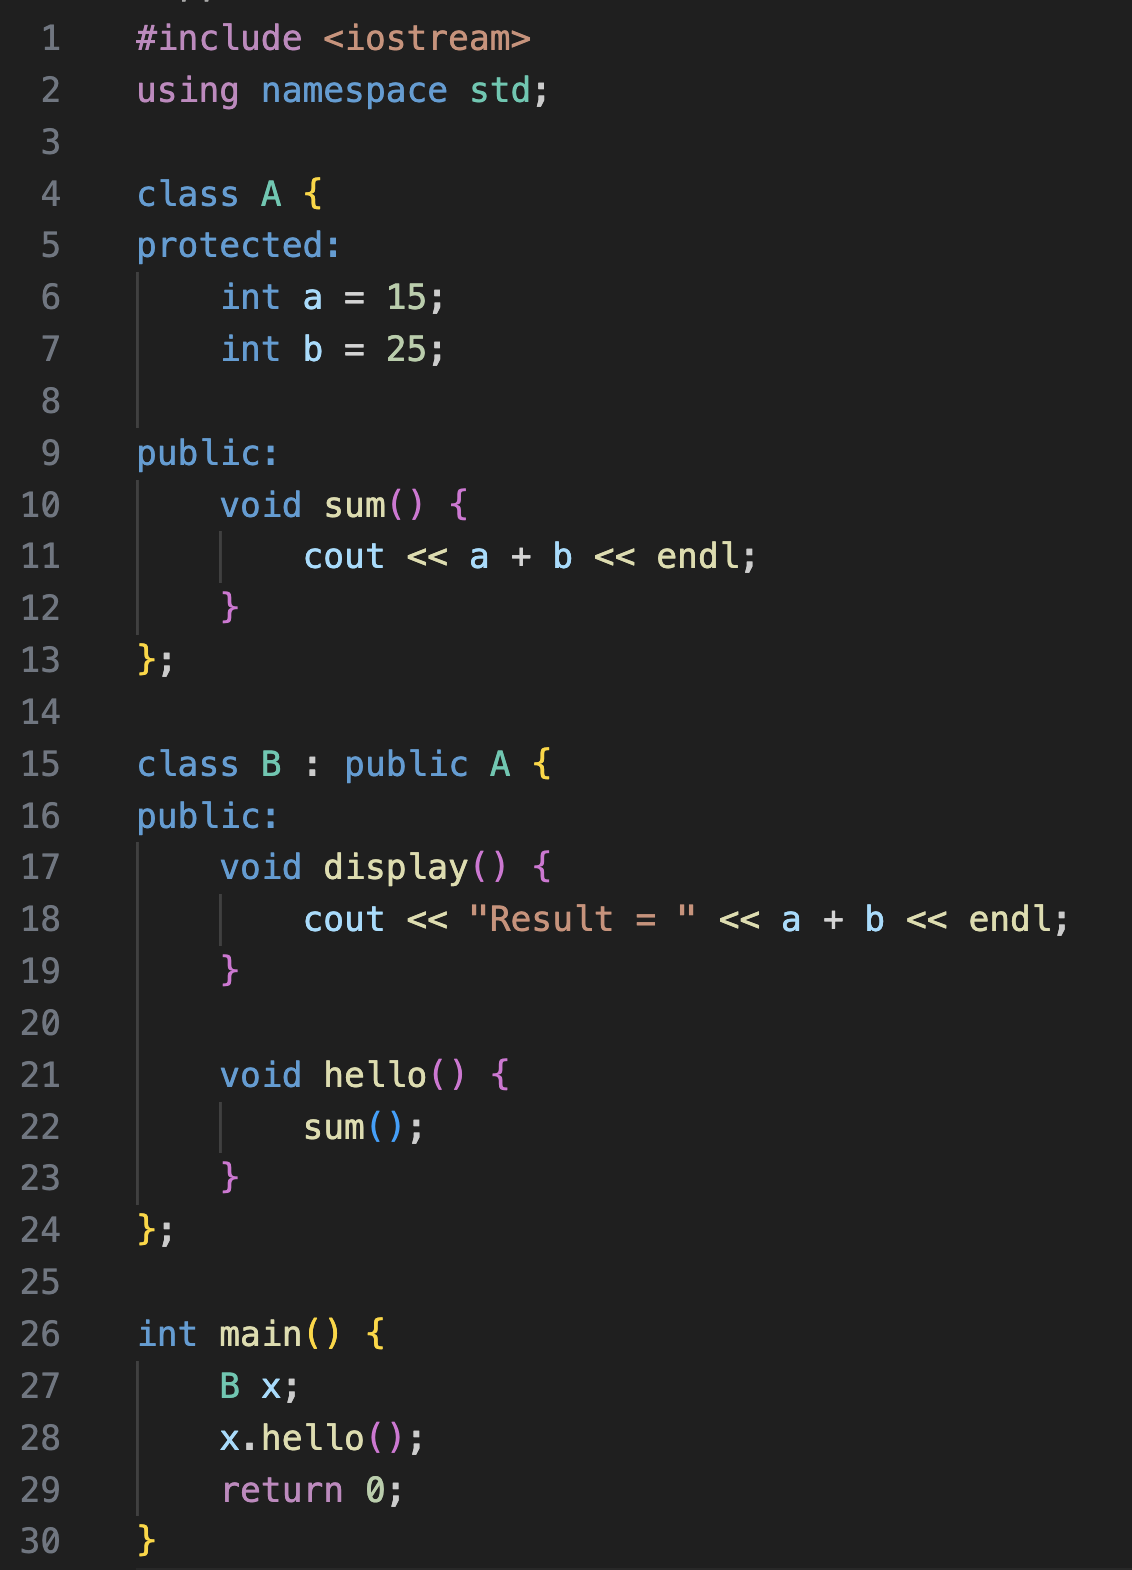 1 #include <iostream>
2 using namespace std;
3
4 class A {
5 protected:
6     int a = 15;
7     int b = 25;
8
9 public:
10     void sum() {
11         cout << a + b << endl;
12     }
13 };
14
15 class B : public A {
16 public:
17     void display() {
18         cout << "Result = " << a + b << endl;
19     }
20
21     void hello() {
22         sum();
23     }
24 };
25
26 int main() {
27     B x;
28     x.hello();
29     return 0;
30 }